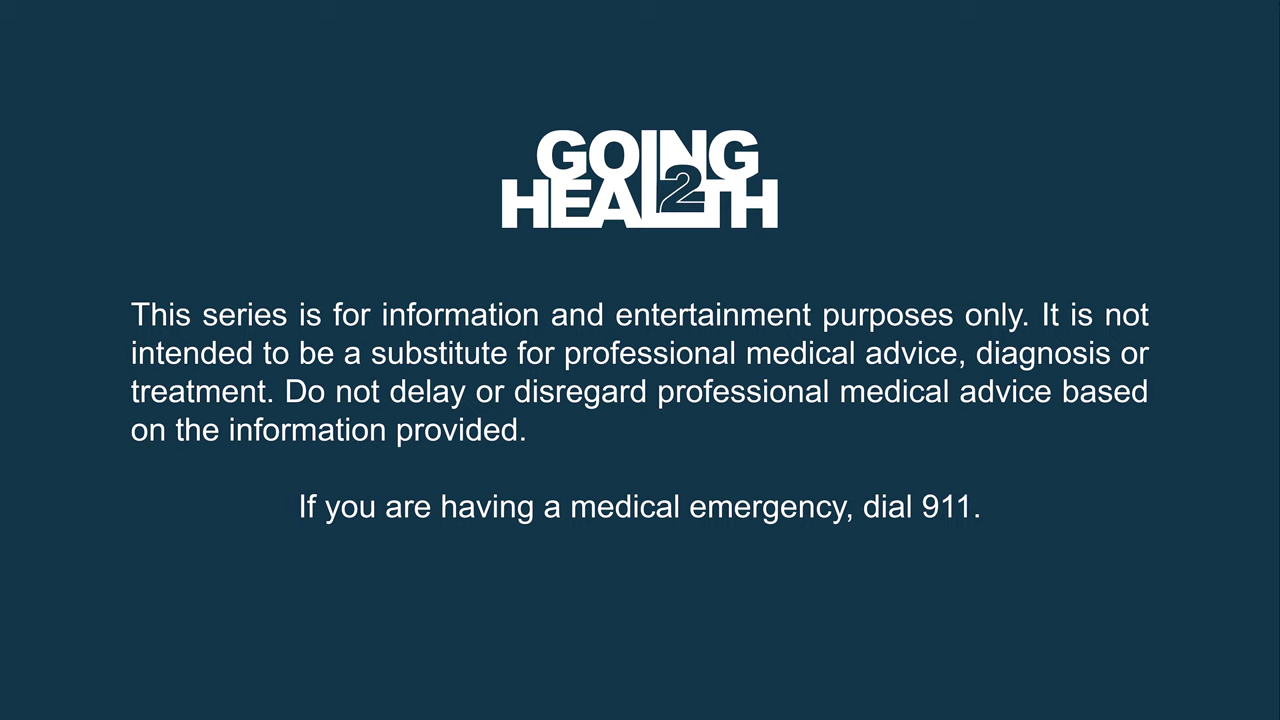 GOING
2
HEALTH
This series is for information and entertainment purposes only. It is not
intended to be a substitute for professional medical advice, diagnosis or
treatment. Do not delay or disregard professional medical advice based
on the information provided.
If you are having a medical emergency, dial 911.